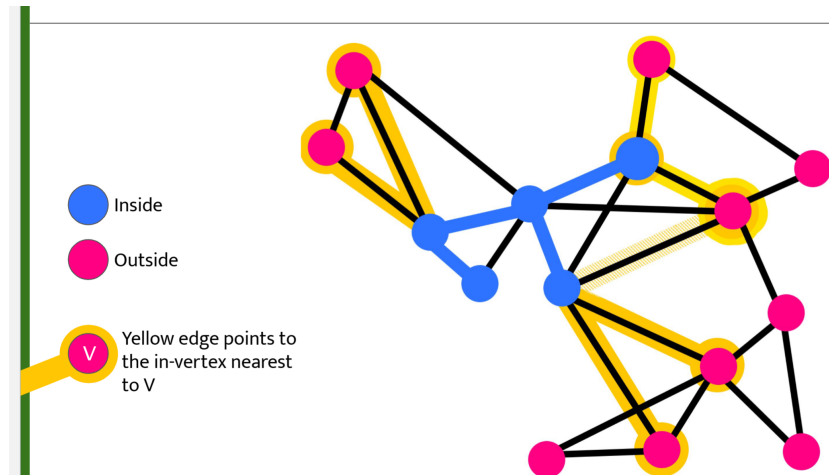 Inside
Outside
V
Yellow edge points to
the in-vertex nearest
to V